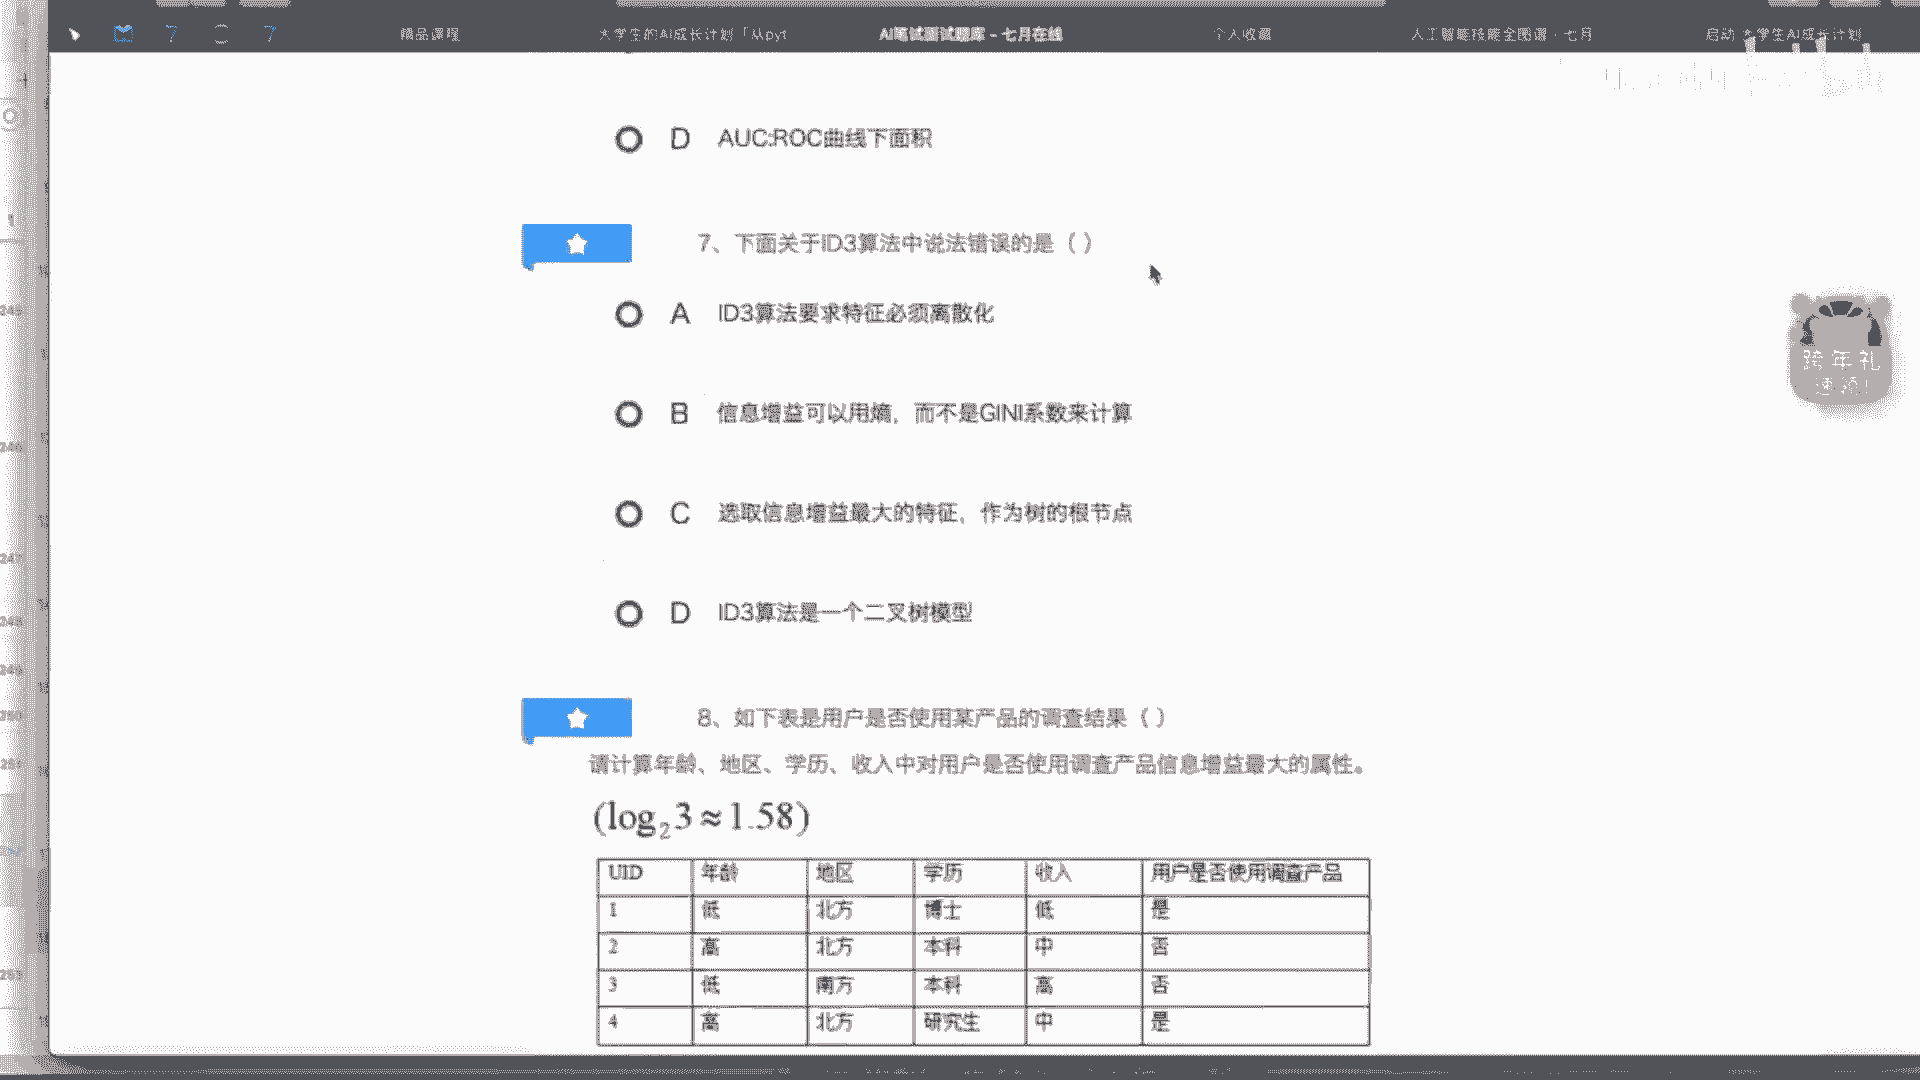 精品课程 大学生的AI成长计划「从pyt AI笔试面试题库 - 七月在线 个人收藏 人工智能技能全图谱 - 七月 启动 大学生AI成长计划
D AUC:ROC曲线下面积
7、下面关于ID3算法中说法错误的是（ ）
A ID3算法要求特征必须离散化
B 信息增益可以用熵，而不是GINI系数来计算
C 选取信息增益最大的特征，作为树的根节点
D ID3算法是一个二叉树模型
跨年礼
8、如下表是用户是否使用某产品的调查结果（ ）
请计算年龄、地区、学历、收入中对用户是否使用调查产品信息增益最大的属性。
(log₂3≈1.58)
UID 年龄 地区 学历 收入 用户是否使用调查产品
1 低 北方 博士 低 是
2 高 北方 本科 中 否
3 低 南方 本科 高 否
4 高 北方 研究生 中 是